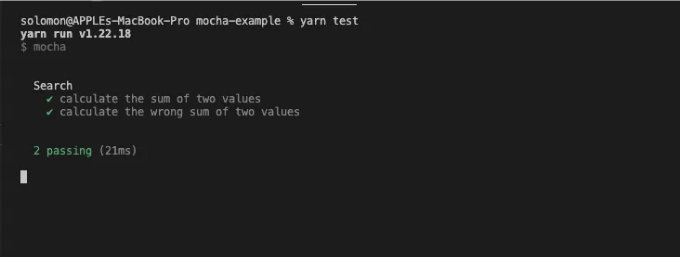 solomon@APPLEs-MacBook-Pro mocha-example % yarn test
yarn run v1.22.18
$ mocha
Search
✔ calculate the sum of two values
✔ calculate the wrong sum of two values
2 passing (21ms)